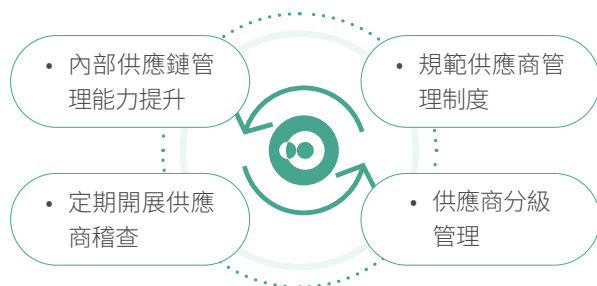 • 內部供應鏈管
理能力提升
• 規範供應商管
理制度
• 定期開展供應
商稽查
• 供應商分級
管理